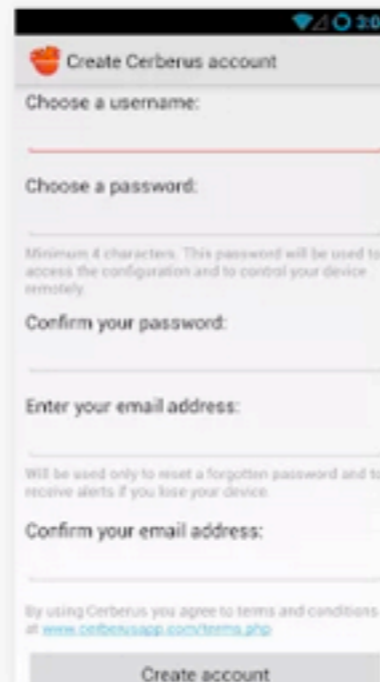 3:0
Create Cerberus account
Choose a username:
Choose a password:
Minimum 4 characters. This password will be used to
access the configuration and to control your device
remotely.
Confirm your password:
Enter your email address:
Will be used only to reset a forgotten password and to
receive alerts if you lose your device.
Confirm your email address:
By using Cerberus you agree to terms and conditions
at www.cerberusapp.com/terms.php
Create account